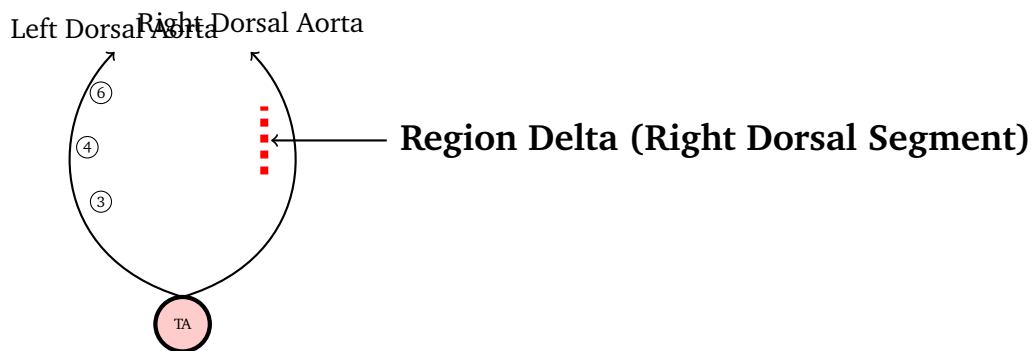 Left Dorsal Aorta
Right Dorsal Aorta
6
4
Region Delta (Right Dorsal Segment)
3
TA